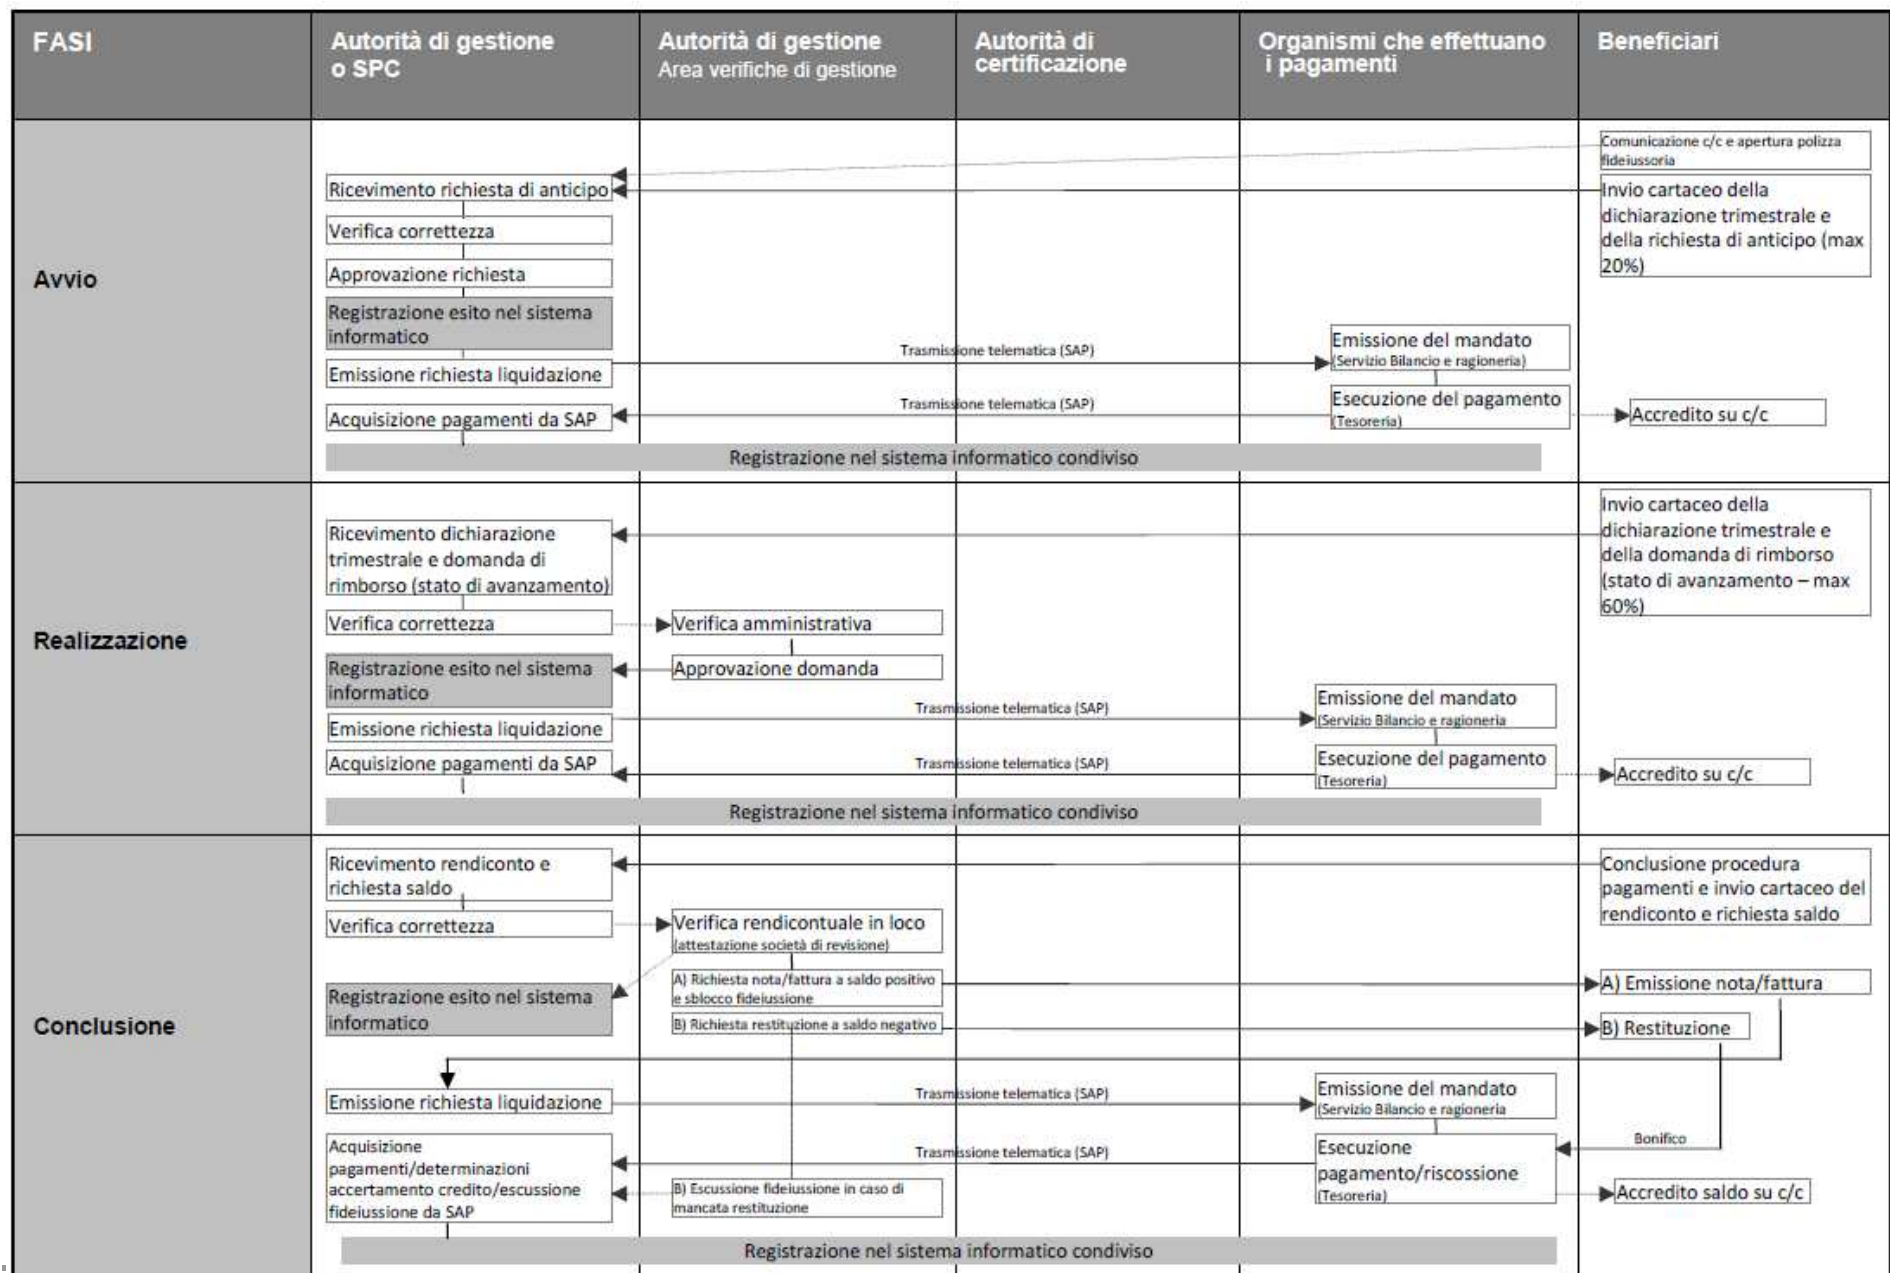 FASI
Autorità di gestione
o SPC
Autorità di gestione
Area verifiche di gestione
Autorità di
certificazione
Organismi che effettuano
i pagamenti
Beneficiari
Avvio
Comunicazione c/c e apertura polizza
fideiussoria
Ricevimento richiesta di anticipo
Invio cartaceo della
dichiarazione trimestrale e
della richiesta di anticipo (max
20%)
Verifica correttezza
Approvazione richiesta
Registrazione esito nel sistema
informatico
Emissione richiesta liquidazione
Trasmissione telematica (SAP)
Emissione del mandato
(Servizio Bilancio e ragioneria)
Acquisizione pagamenti da SAP
Trasmissione telematica (SAP)
Esecuzione del pagamento
(Tesoreria)
Accredito su c/c
Registrazione nel sistema informatico condiviso
Realizzazione
Invio cartaceo della
dichiarazione trimestrale e
della domanda di rimborso
(stato di avanzamento – max
60%)
Ricevimento dichiarazione
trimestrale e domanda di
rimborso (stato di avanzamento)
Verifica correttezza
Verifica amministrativa
Registrazione esito nel sistema
informatico
Approvazione domanda
Emissione richiesta liquidazione
Trasmissione telematica (SAP)
Emissione del mandato
(Servizio Bilancio e ragioneria
Acquisizione pagamenti da SAP
Trasmissione telematica (SAP)
Esecuzione del pagamento
(Tesoreria)
Accredito su c/c
Registrazione nel sistema informatico condiviso
Conclusione
Ricevimento rendiconto e
richiesta saldo
Conclusione procedura
pagamenti e invio cartaceo del
rendiconto e richiesta saldo
Verifica correttezza
Verifica rendicontuale in loco
(attestazione società di revisione)
Registrazione esito nel sistema
informatico
A) Richiesta nota/fattura a saldo positivo
e sblocco fideiussione
A) Emissione nota/fattura
B) Richiesta restituzione a saldo negativo
B) Restituzione
Emissione richiesta liquidazione
Trasmissione telematica (SAP)
Emissione del mandato
(Servizio Bilancio e ragioneria
Acquisizione
pagamenti/determinazioni
accertamento credito/escussione
fideiussione da SAP
Trasmissione telematica (SAP)
Esecuzione
pagamento/riscossione
(Tesoreria)
Bonifico
B) Escussione fideiussione in caso di
mancata restituzione
Accredito saldo su c/c
Registrazione nel sistema informatico condiviso